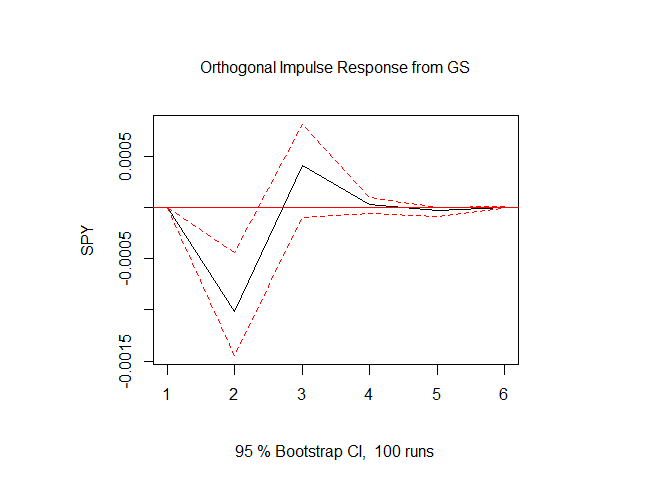 Orthogonal Impulse Response from GS
SPY
0.0005
-0.0005
-0.0015
1 2 3 4 5 6
95 % Bootstrap CI,  100 runs